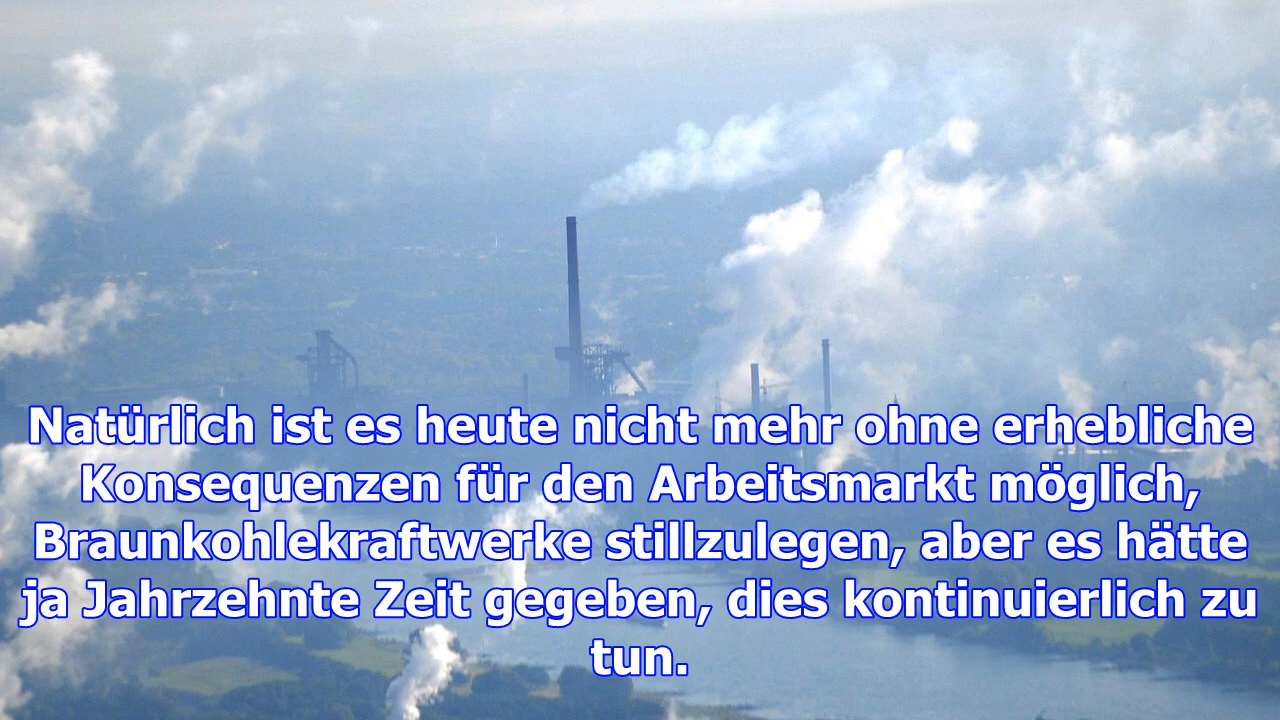 Natürlich ist es heute nicht mehr ohne erhebliche
Konsequenzen für den Arbeitsmarkt möglich,
Braunkohlekraftwerke stillzulegen, aber es hätte
ja Jahrzehnte Zeit gegeben, dies kontinuierlich zu
tun.